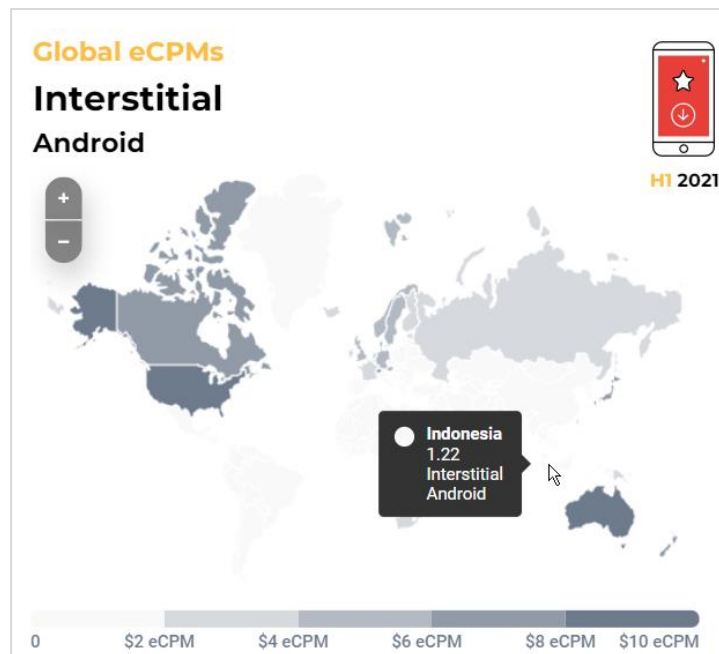 Global eCPMs
Interstitial
Android
H1 2021
+
−
Indonesia
1.22
Interstitial
Android
0 $2 eCPM $4 eCPM $6 eCPM $8 eCPM $10 eCPM